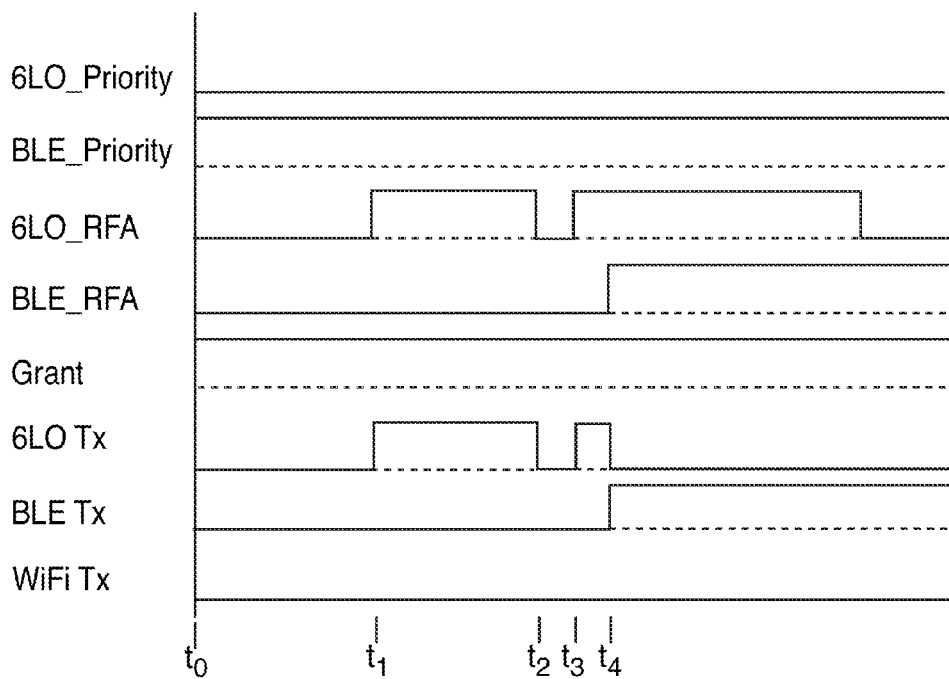 6LO_Priority
BLE_Priority
6LO_RFA
BLE_RFA
Grant
6LO Tx
BLE Tx
WiFi Tx
t0 t1 t2 t3 t4